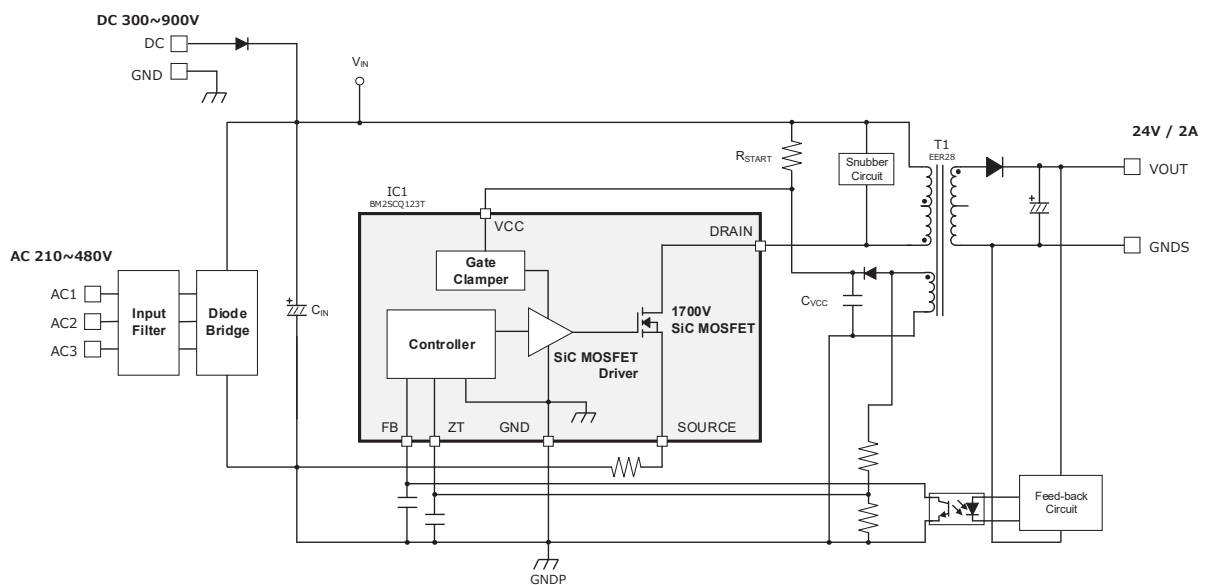 DC 300~900V
DC
GND
VIN
24V / 2A
T1
EER28
RSTART
Snubber
Circuit
VOUT
IC1
BM2SCQ123T
VCC
DRAIN
GNDS
AC 210~480V
Gate
Clamper
AC1
AC2
AC3
Input
Filter
Diode
Bridge
CIN
CVCC
1700V
SiC MOSFET
Controller
SiC MOSFET
Driver
FB
ZT
GND
SOURCE
Feed-back
Circuit
GNDP